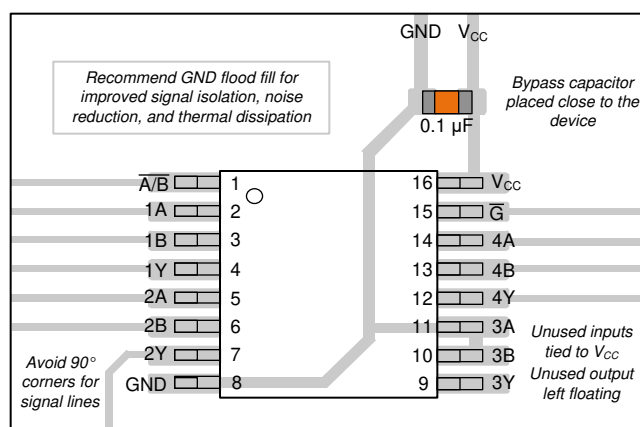 GND VCC
Recommend GND flood fill for
improved signal isolation, noise
reduction, and thermal dissipation
Bypass capacitor
placed close to the
device
0.1 µF
A/B 1
1A 2
1B 3
1Y 4
2A 5
2B 6
2Y 7
GND 8
16 VCC
15 G
14 4A
13 4B
12 4Y
11 3A
10 3B
9 3Y
Avoid 90°
corners for
signal lines
Unused inputs
tied to VCC
Unused output
left floating